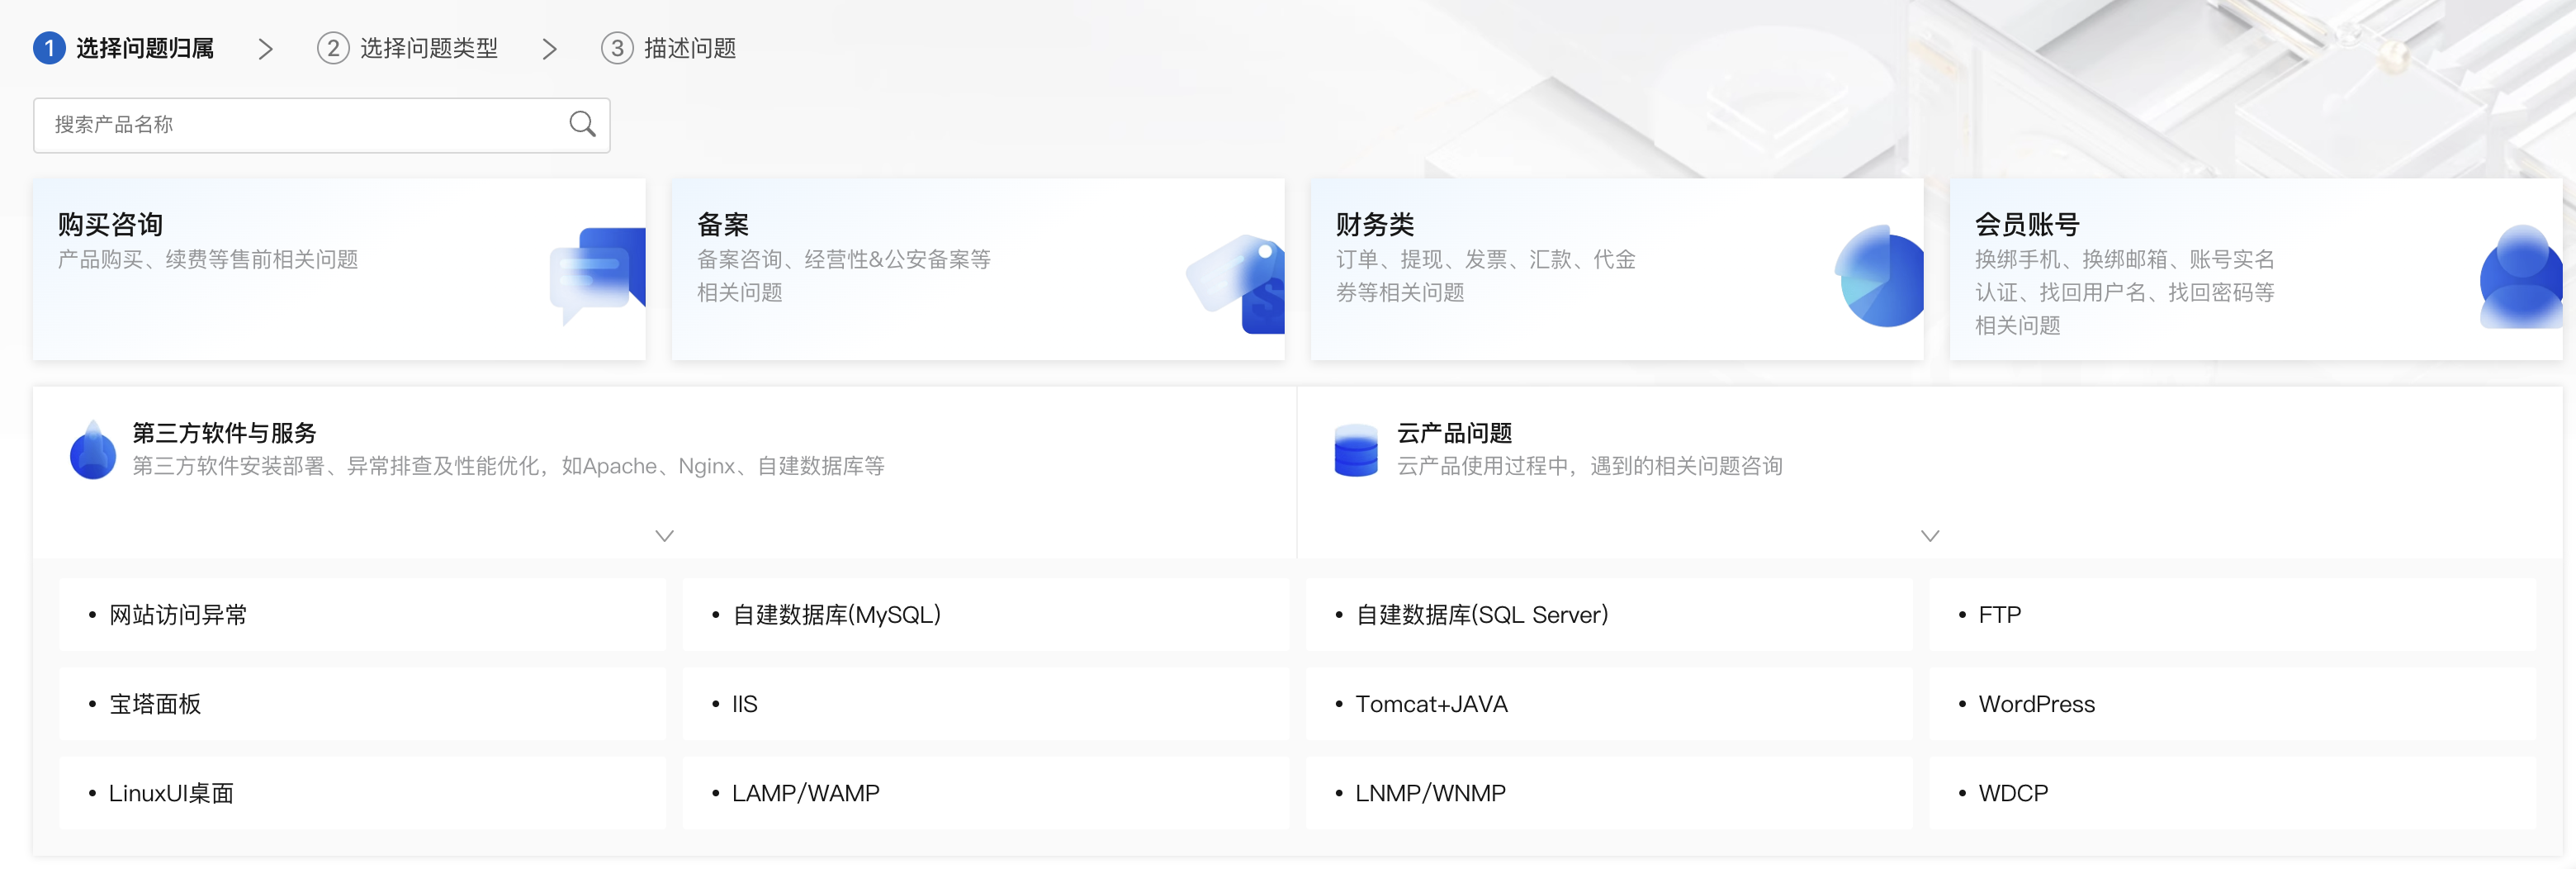 1 选择问题归属
2 选择问题类型
3 描述问题
搜索产品名称
购买咨询
产品购买、续费等售前相关问题
备案
备案咨询、经营性&公安备案等
相关问题
财务类
订单、提现、发票、汇款、代金
券等相关问题
会员账号
换绑手机、换绑邮箱、账号实名
认证、找回用户名、找回密码等
相关问题
第三方软件与服务
第三方软件安装部署、异常排查及性能优化，如Apache、Nginx、自建数据库等
云产品问题
云产品使用过程中，遇到的相关问题咨询
• 网站访问异常
• 自建数据库(MySQL)
• 自建数据库(SQL Server)
• FTP
• 宝塔面板
• IIS
• Tomcat+JAVA
• WordPress
• LinuxUI桌面
• LAMP/WAMP
• LNMP/WNMP
• WDCP